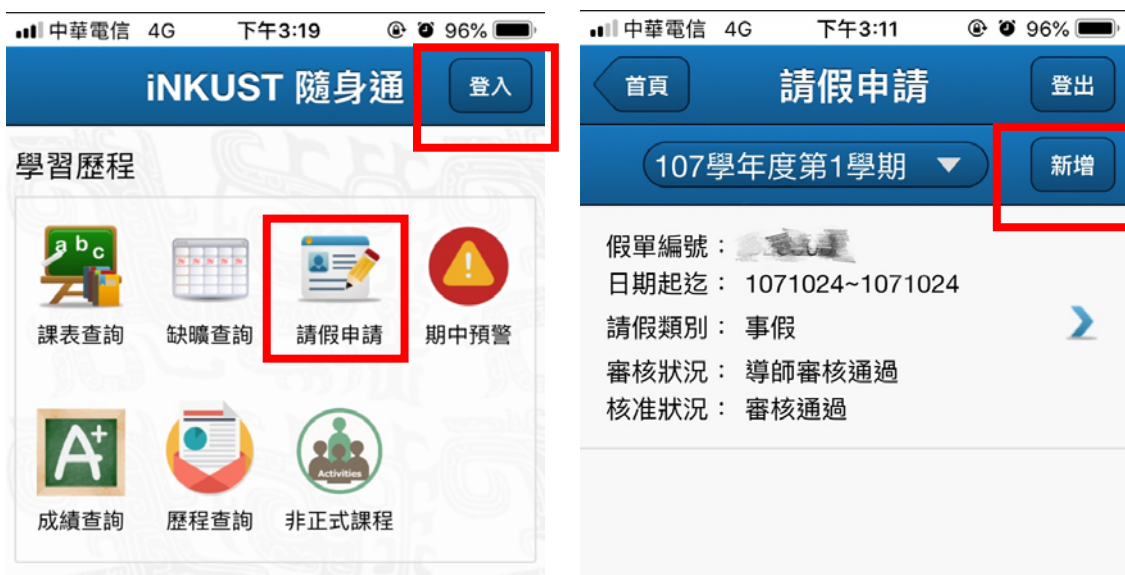 中華電信 4G 下午3:19 96%
iNKUST 隨身通 登入
學習歷程
abc
課表查詢 缺曠查詢 請假申請 期中預警
A+
Activities
成績查詢 歷程查詢 非正式課程
中華電信 4G 下午3:11 96%
首頁 請假申請 登出
107學年度第1學期 新增
假單編號：
日期起迄： 1071024~1071024
請假類別： 事假
審核狀況： 導師審核通過
核准狀況： 審核通過